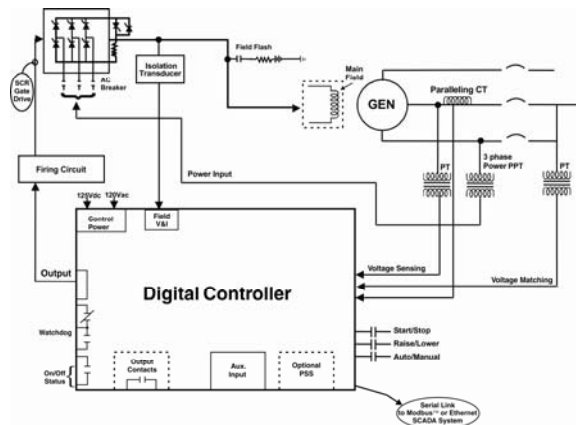 AC
Breaker
SCR
Gate
Drive
Isolation
Transducer
Field Flash
Main
Field
GEN
Paralleling CT
Firing Circuit
PT
3 phase
Power PPT
PT
Power Input
125Vdc
120Vac
Control
Power
Field
V&I
Output
Digital Controller
Voltage Sensing
Voltage Matching
Watchdog
Start/Stop
Raise/Lower
Auto/Manual
On/Off
Status
Output
Contacts
Aux.
Input
Optional
PSS
Serial Link
to Modbus™ or Ethernet
SCADA System